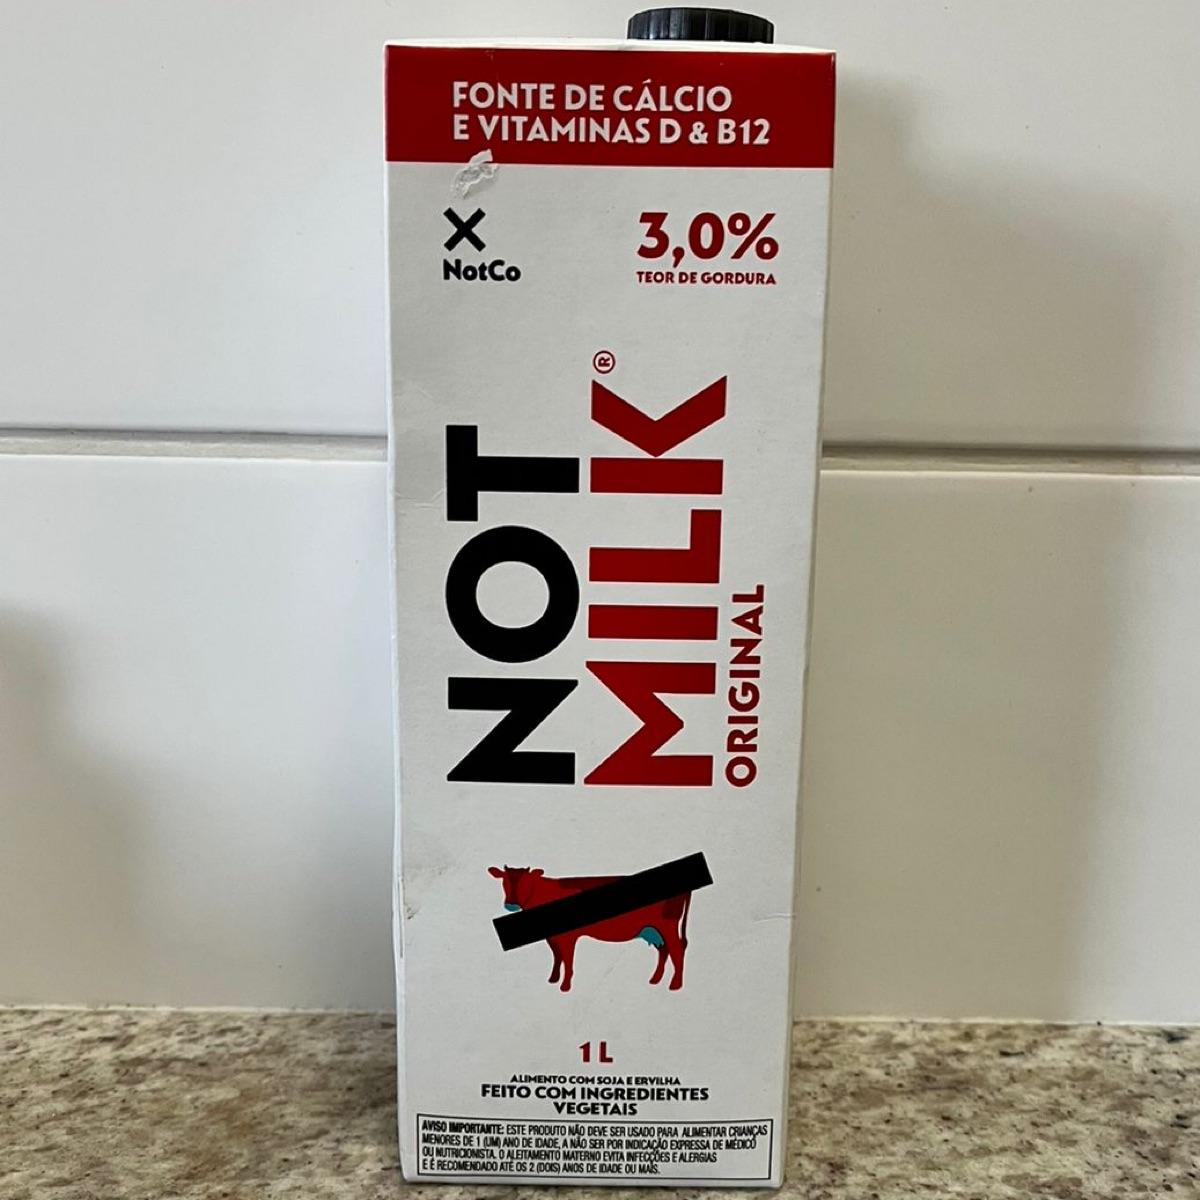 FONTE DE CÁLCIO
E VITAMINAS D & B12
NotCo
3,0%
TEOR DE GORDURA
NOT
MILK®
ORIGINAL
1 L
ALIMENTO COM SOJA E ERVILHA
FEITO COM INGREDIENTES
VEGETAIS
AVISO IMPORTANTE: ESTE PRODUTO NÃO DEVE SER USADO PARA ALIMENTAR CRIANÇAS
MENORES DE 1 (UM) ANO DE IDADE, A NÃO SER POR INDICAÇÃO EXPRESSA DE MÉDICO
OU NUTRICIONISTA. O ALEITAMENTO MATERNO EVITA INFECÇÕES E ALERGIAS
E É RECOMENDADO ATÉ OS 2 (DOIS) ANOS DE IDADE OU MAIS.